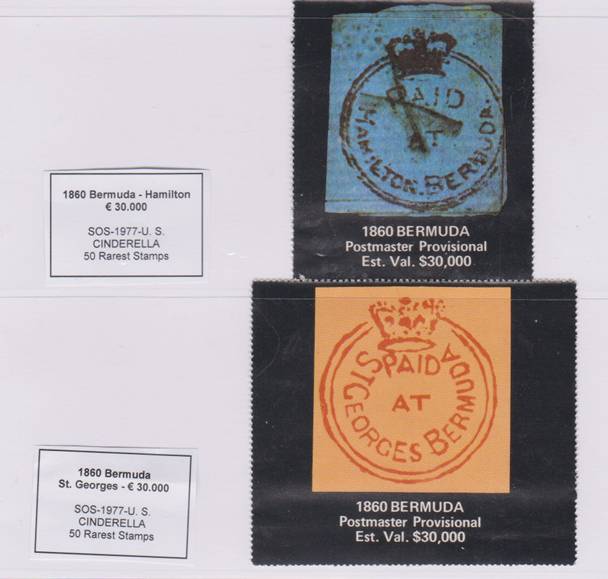 PAID
AT
HAMILTON. BERMUDA.
1860 Bermuda - Hamilton
€ 30.000
SOS-1977-U. S.
CINDERELLA
50 Rarest Stamps
1860 BERMUDA
Postmaster Provisional
Est. Val. $30,000
PAID
AT
ST GEORGES BERMUDA
1860 Bermuda
St. Georges - € 30.000
SOS-1977-U. S.
CINDERELLA
50 Rarest Stamps
1860 BERMUDA
Postmaster Provisional
Est. Val. $30,000